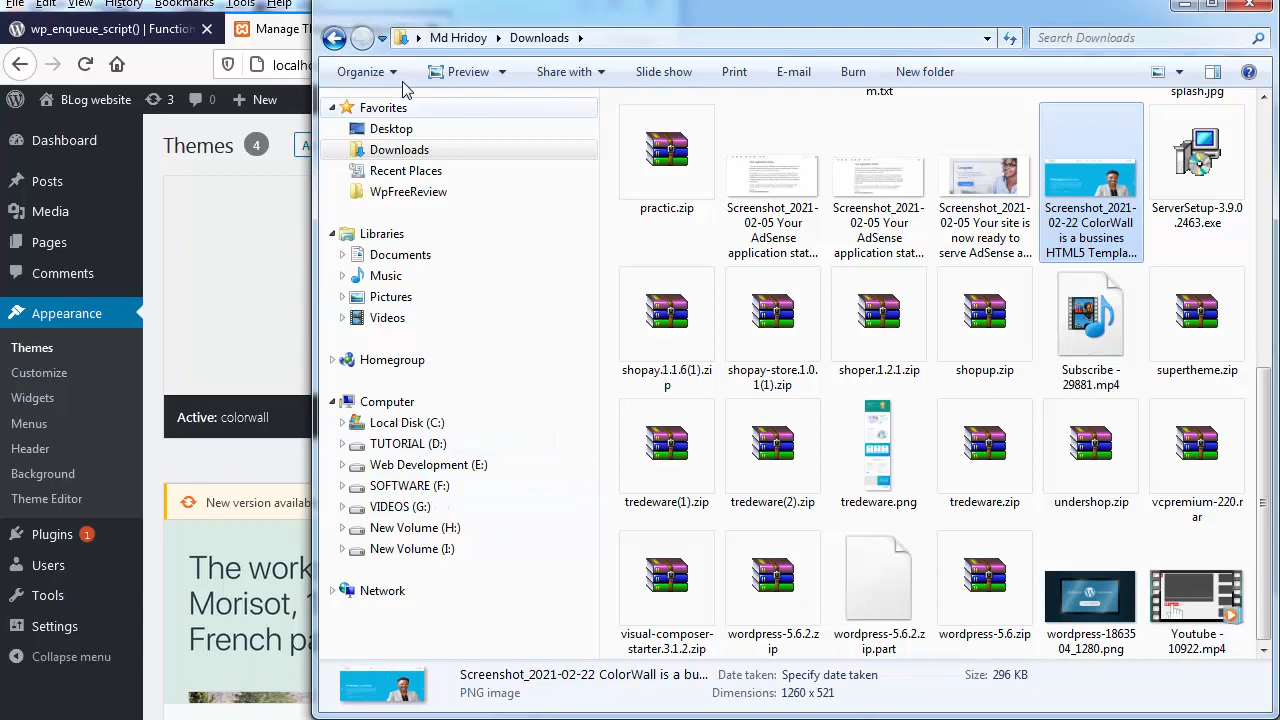 File Edit View History Bookmarks Tools Help
wp_enqueue_script() | Function
Manage Th
localho
BLog website 3 0 New
Dashboard
Posts
Media
Pages
Comments
Appearance
Themes
Customize
Widgets
Menus
Header
Background
Theme Editor
Plugins 1
Users
Tools
Settings
Collapse menu
Themes 4 A
Active: colorwall
New version availab
The work
Morisot,
French pa
Md Hridoy Downloads
Search Downloads
Organize Preview Share with Slide show Print E-mail Burn New folder
Favorites
Desktop
Downloads
Recent Places
WpFreeReview
Libraries
Documents
Music
Pictures
Videos
Homegroup
Computer
Local Disk (C:)
TUTORIAL (D:)
Web Development (E:)
SOFTWARE (F:)
VIDEOS (G:)
New Volume (H:)
New Volume (I:)
Network
m.txt
splash.jpg
practic.zip
Screenshot_2021-
02-05 Your
AdSense
application stat...
Screenshot_2021-
02-05 Your
AdSense
application stat...
Screenshot_2021-
02-05 Your site is
now ready to
serve AdSense a...
Screenshot_2021-
02-22 ColorWall
is a bussines
HTML5 Templa...
ServerSetup-3.9.0
.2463.exe
shopay.1.1.6(1).zi
p
shopay-store.1.0.
1(1).zip
shoper.1.2.1.zip
shopup.zip
Subscribe -
29881.mp4
supertheme.zip
tredeware(1).zip
tredeware(2).zip
tredeware.png
tredeware.zip
undershop.zip
vcpremium-220.r
ar
visual-composer-
starter.3.1.2.zip
wordpress-5.6.2.z
ip
wordpress-5.6.2.z
ip.part
wordpress-5.6.zip
wordpress-18635
04_1280.png
Youtube -
10922.mp4
Screenshot_2021-02-22 ColorWall is a bu... Date taken: date taken Size: 296 KB
PNG image Dimensions: 1280 x 521